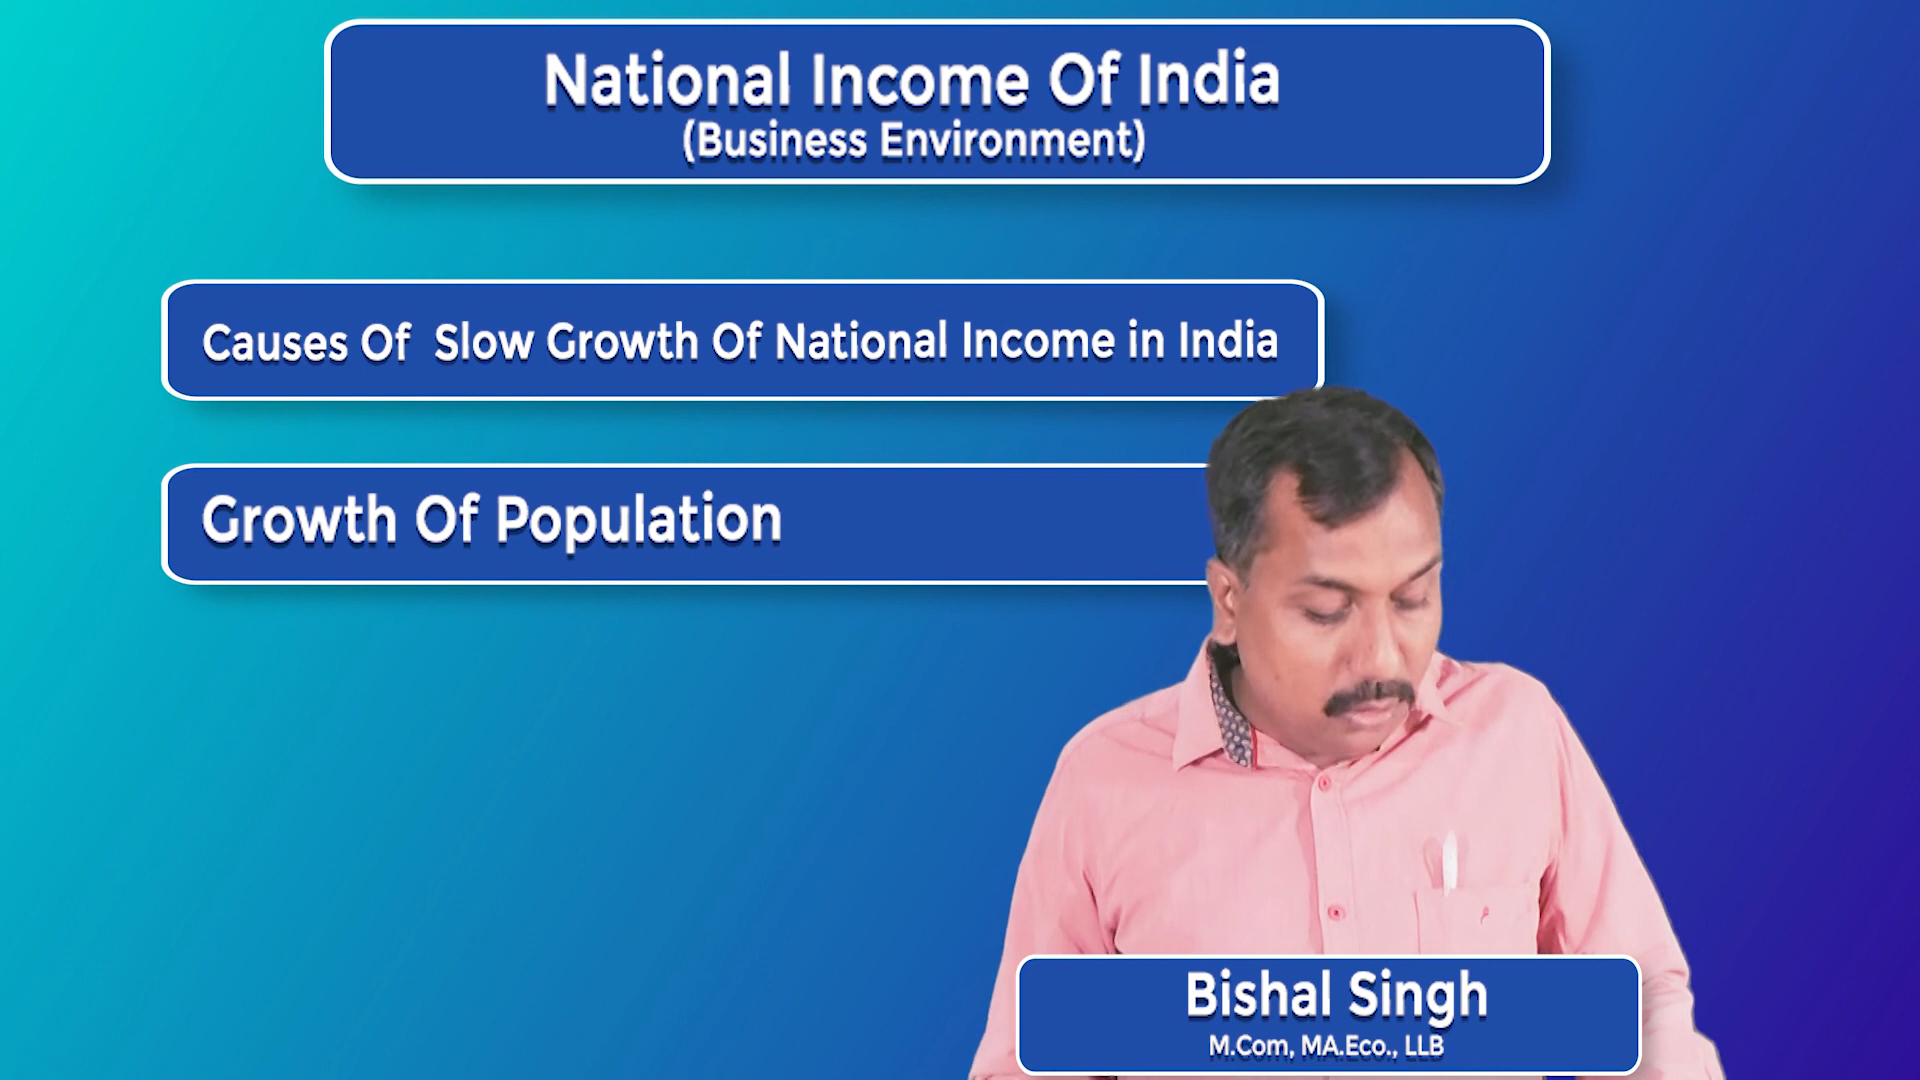 National Income Of India
(Business Environment)
Causes Of Slow Growth Of National Income in India
Growth Of Population
Bishal Singh
M.Com, MA.Eco., LLB